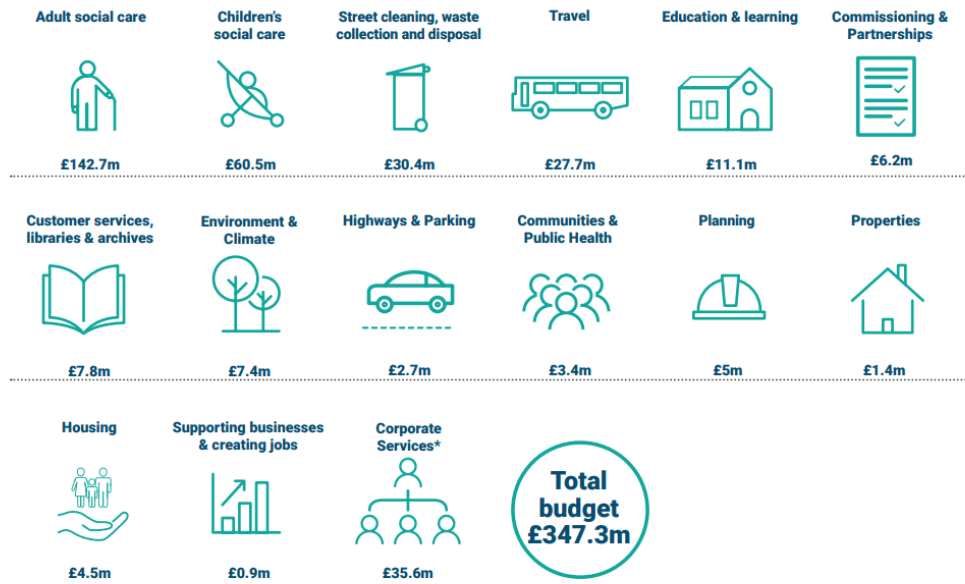 Adult social care
£142.7m
Children's
social care
£60.5m
Street cleaning, waste
collection and disposal
£30.4m
Travel
£27.7m
Education & learning
£11.1m
Commissioning &
Partnerships
£6.2m
Customer services,
libraries & archives
£7.8m
Environment &
Climate
£7.4m
Highways & Parking
£2.7m
Communities &
Public Health
£3.4m
Planning
£5m
Properties
£1.4m
Housing
£4.5m
Supporting businesses
& creating jobs
£0.9m
Corporate
Services*
£35.6m
Total
budget
£347.3m